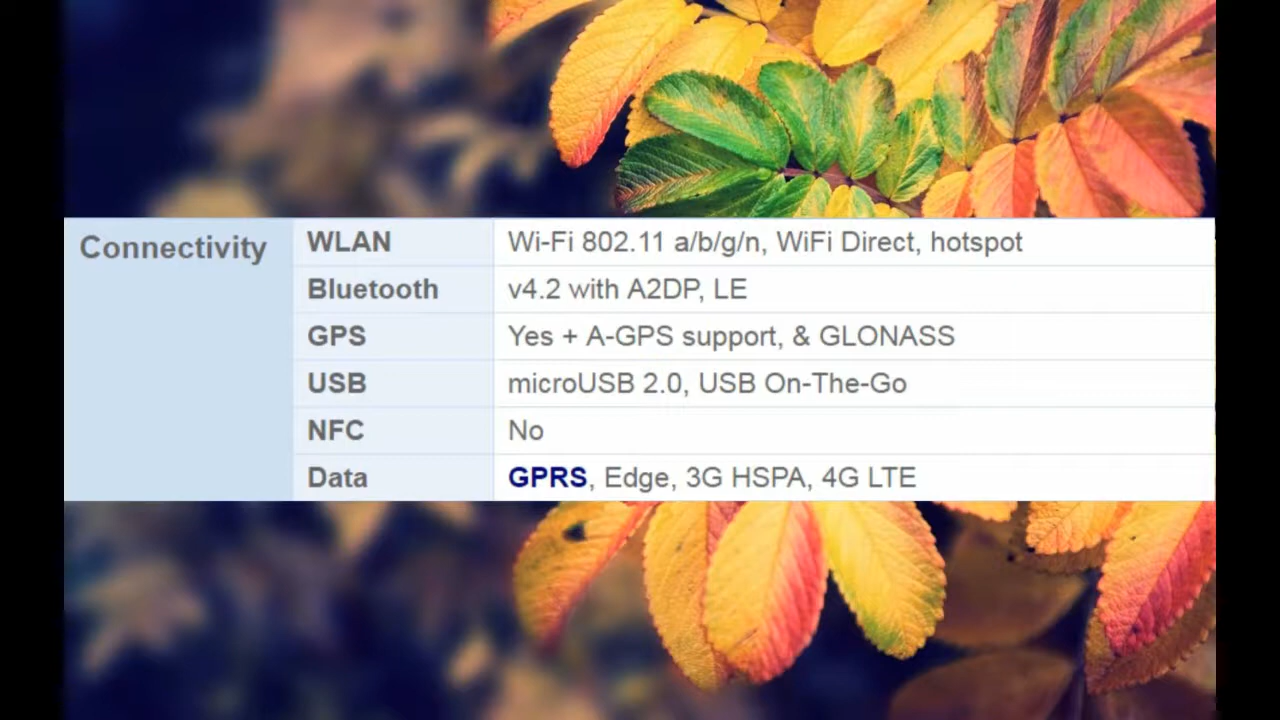 Connectivity
WLAN Wi-Fi 802.11 a/b/g/n, WiFi Direct, hotspot
Bluetooth v4.2 with A2DP, LE
GPS Yes + A-GPS support, & GLONASS
USB microUSB 2.0, USB On-The-Go
NFC No
Data GPRS, Edge, 3G HSPA, 4G LTE